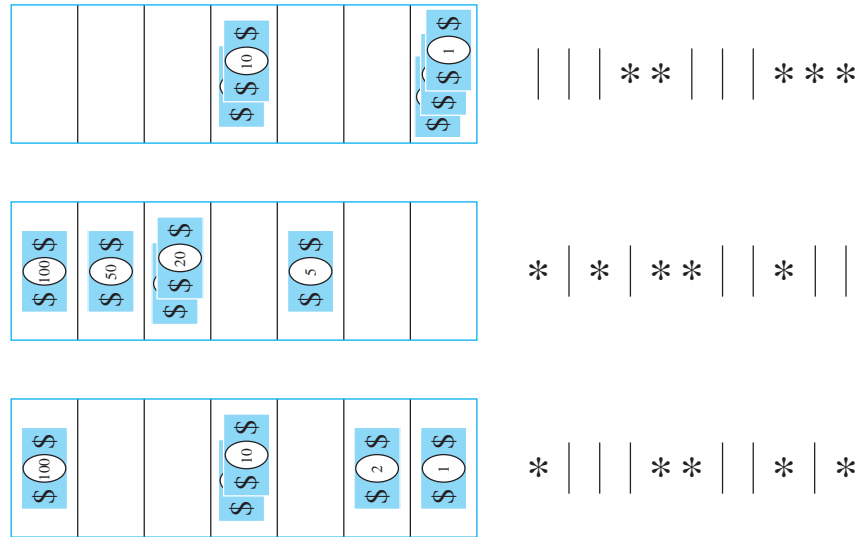 $ $ 10 $ $ $ $ 1 $ | | | * * | | | * * *
$ 100 $ $ 50 $ $ $ 20 $ $ 5 $ * | * | * * | | * | |
$ 100 $ $ $ 10 $ $ 2 $ $ 1 $ * | | | * * | | * | *